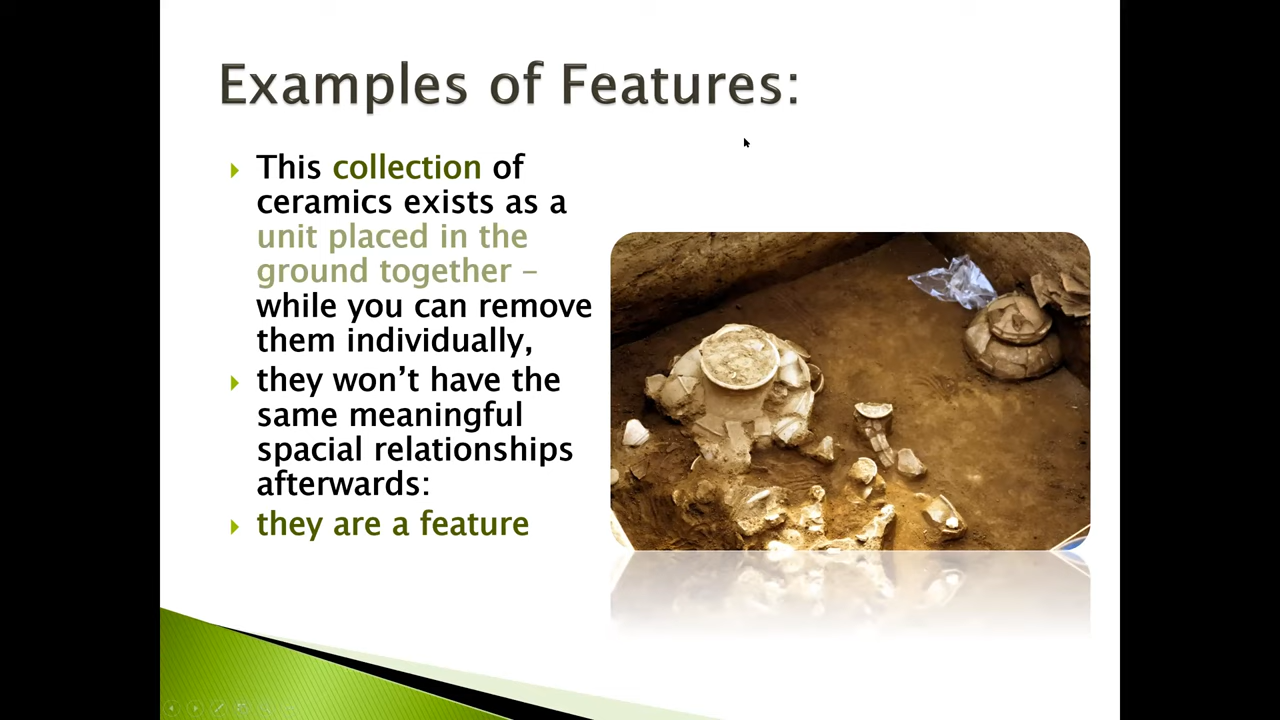 Examples of Features:
This collection of
ceramics exists as a
unit placed in the
ground together –
while you can remove
them individually,
they won't have the
same meaningful
spacial relationships
afterwards:
they are a feature